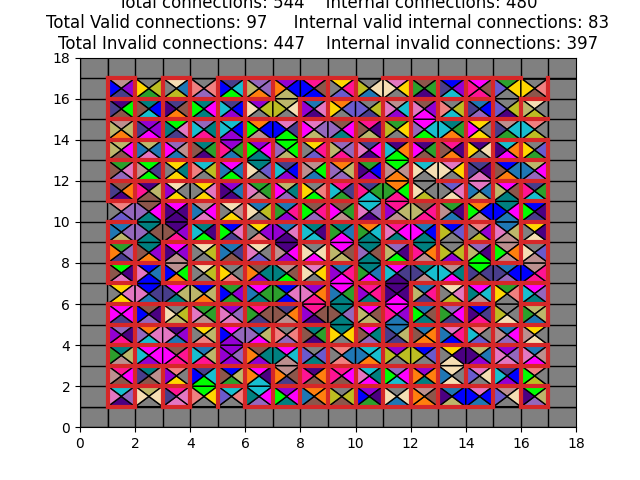 Total connections: 544    Internal connections: 480
Total Valid connections: 97    Internal valid internal connections: 83
Total Invalid connections: 447    Internal invalid connections: 397
18
16
14
12
10
8
6
4
2
0
0 2 4 6 8 10 12 14 16 18